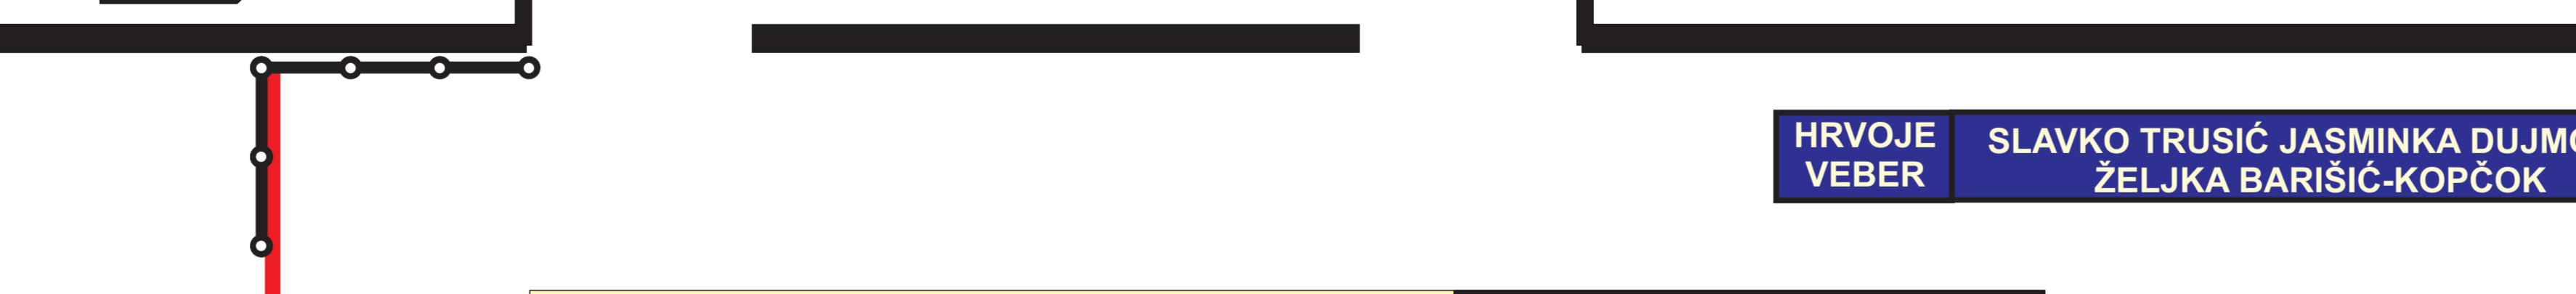 HRVOJE
VEBER
SLAVKO TRUSIĆ JASMINKA
ŽELJKA BARIŠIĆ-KOPČOK